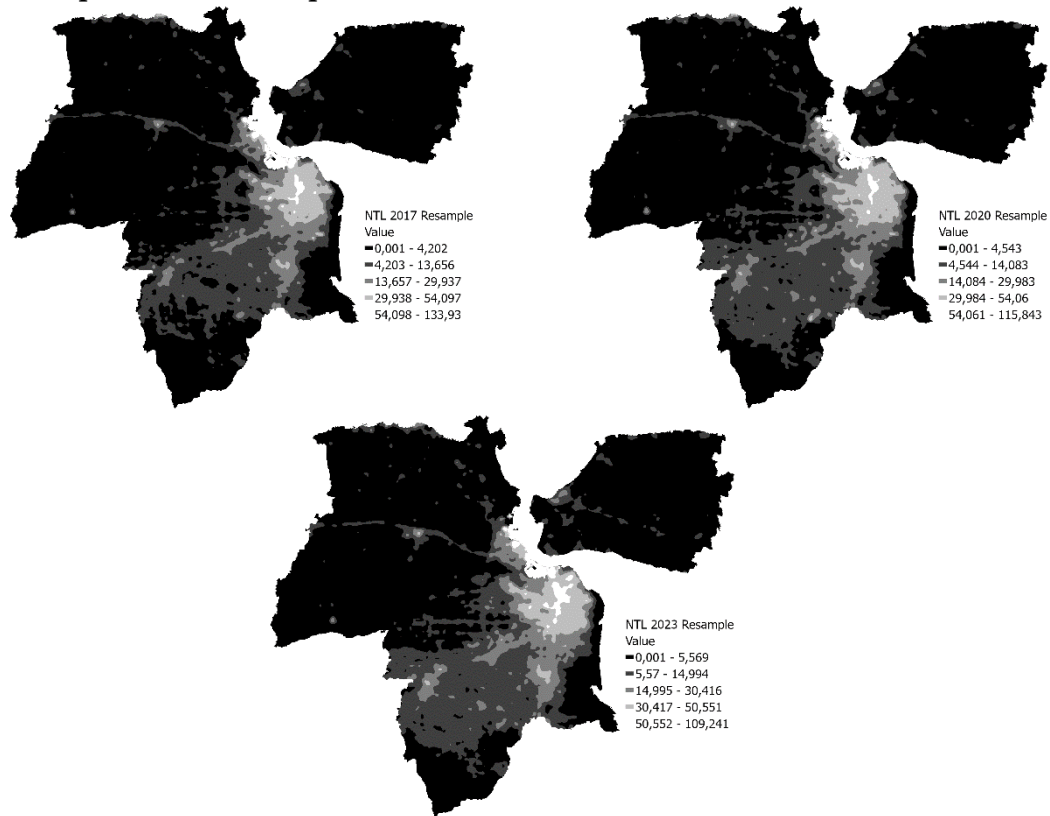 NTL 2017 Resample
Value
0,001 - 4,202
4,203 - 13,656
13,657 - 29,937
29,938 - 54,097
54,098 - 133,93
NTL 2020 Resample
Value
0,001 - 4,543
4,544 - 14,083
14,084 - 29,983
29,984 - 54,06
54,061 - 115,843
NTL 2023 Resample
Value
0,001 - 5,569
5,57 - 14,994
14,995 - 30,416
30,417 - 50,551
50,552 - 109,241